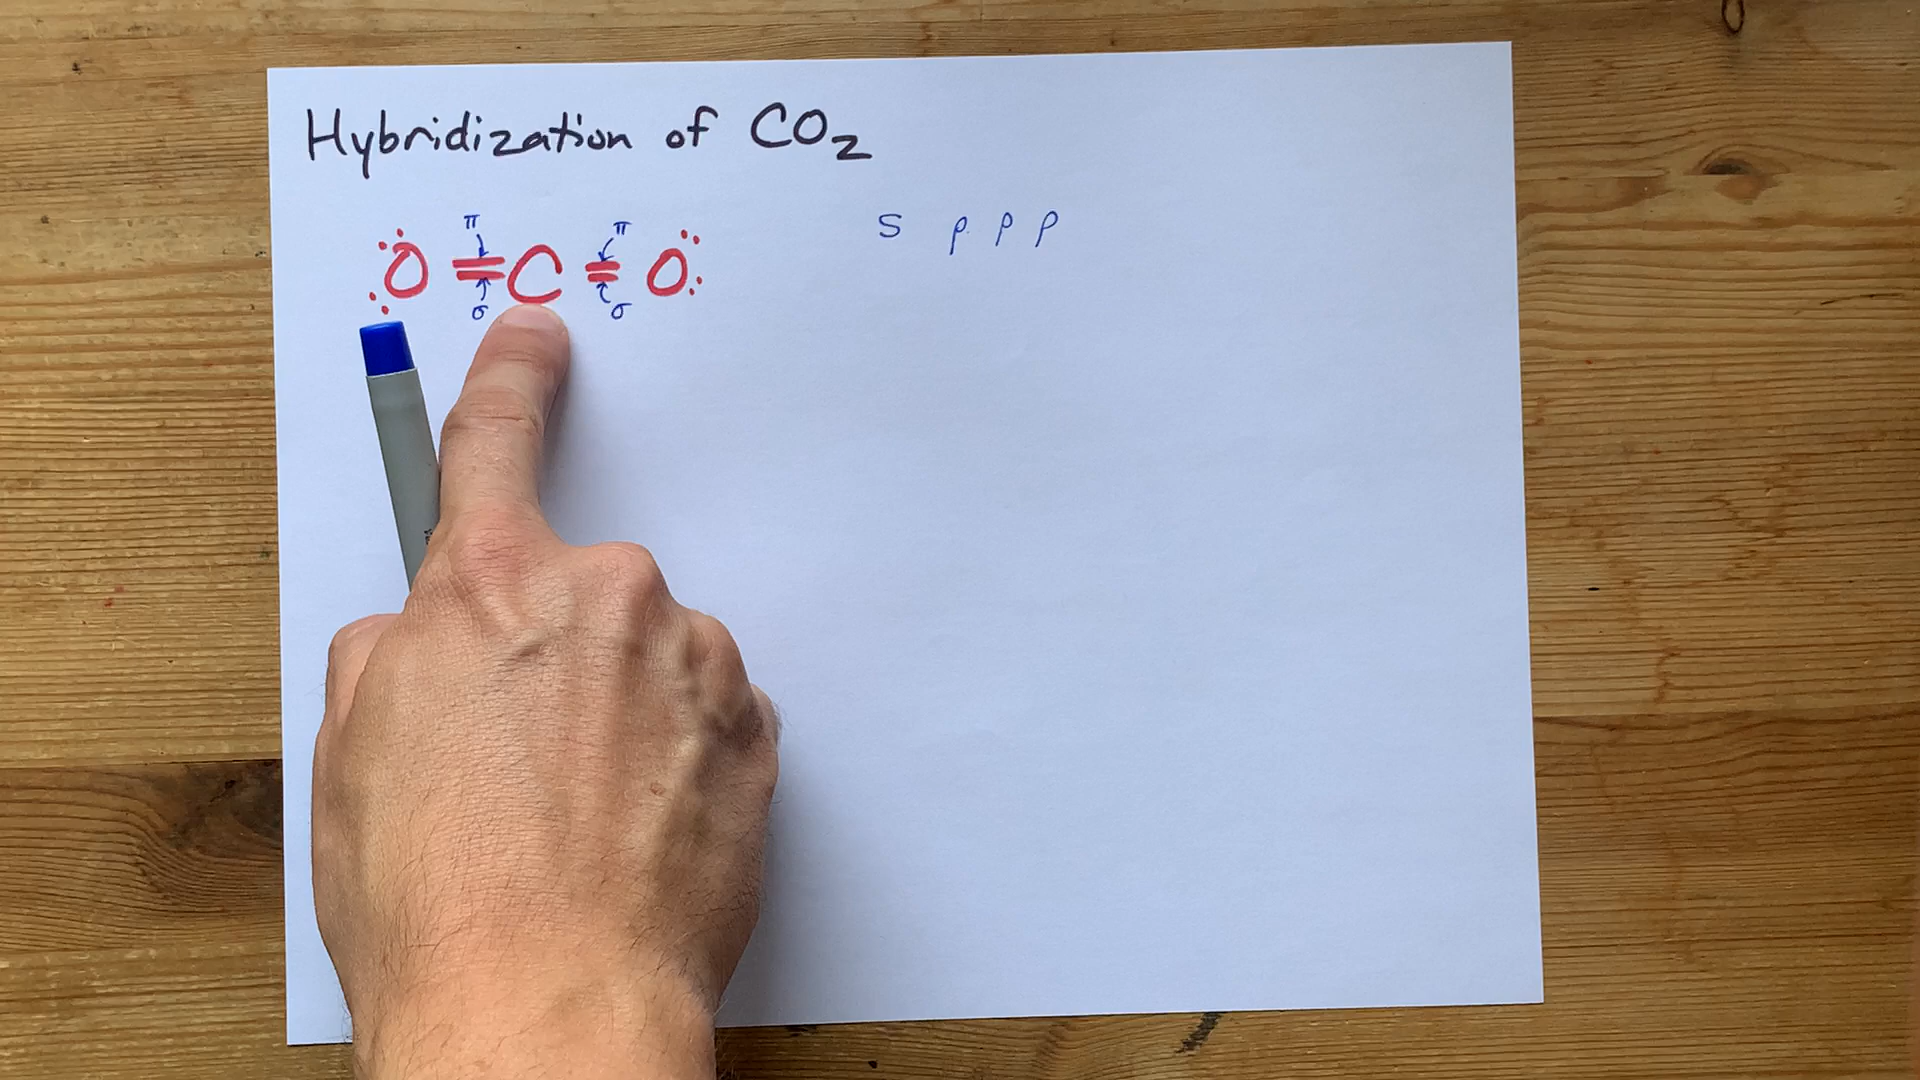 Hybridization of CO₂
π π
:Ö = C = Ö:
σ σ
s p p p